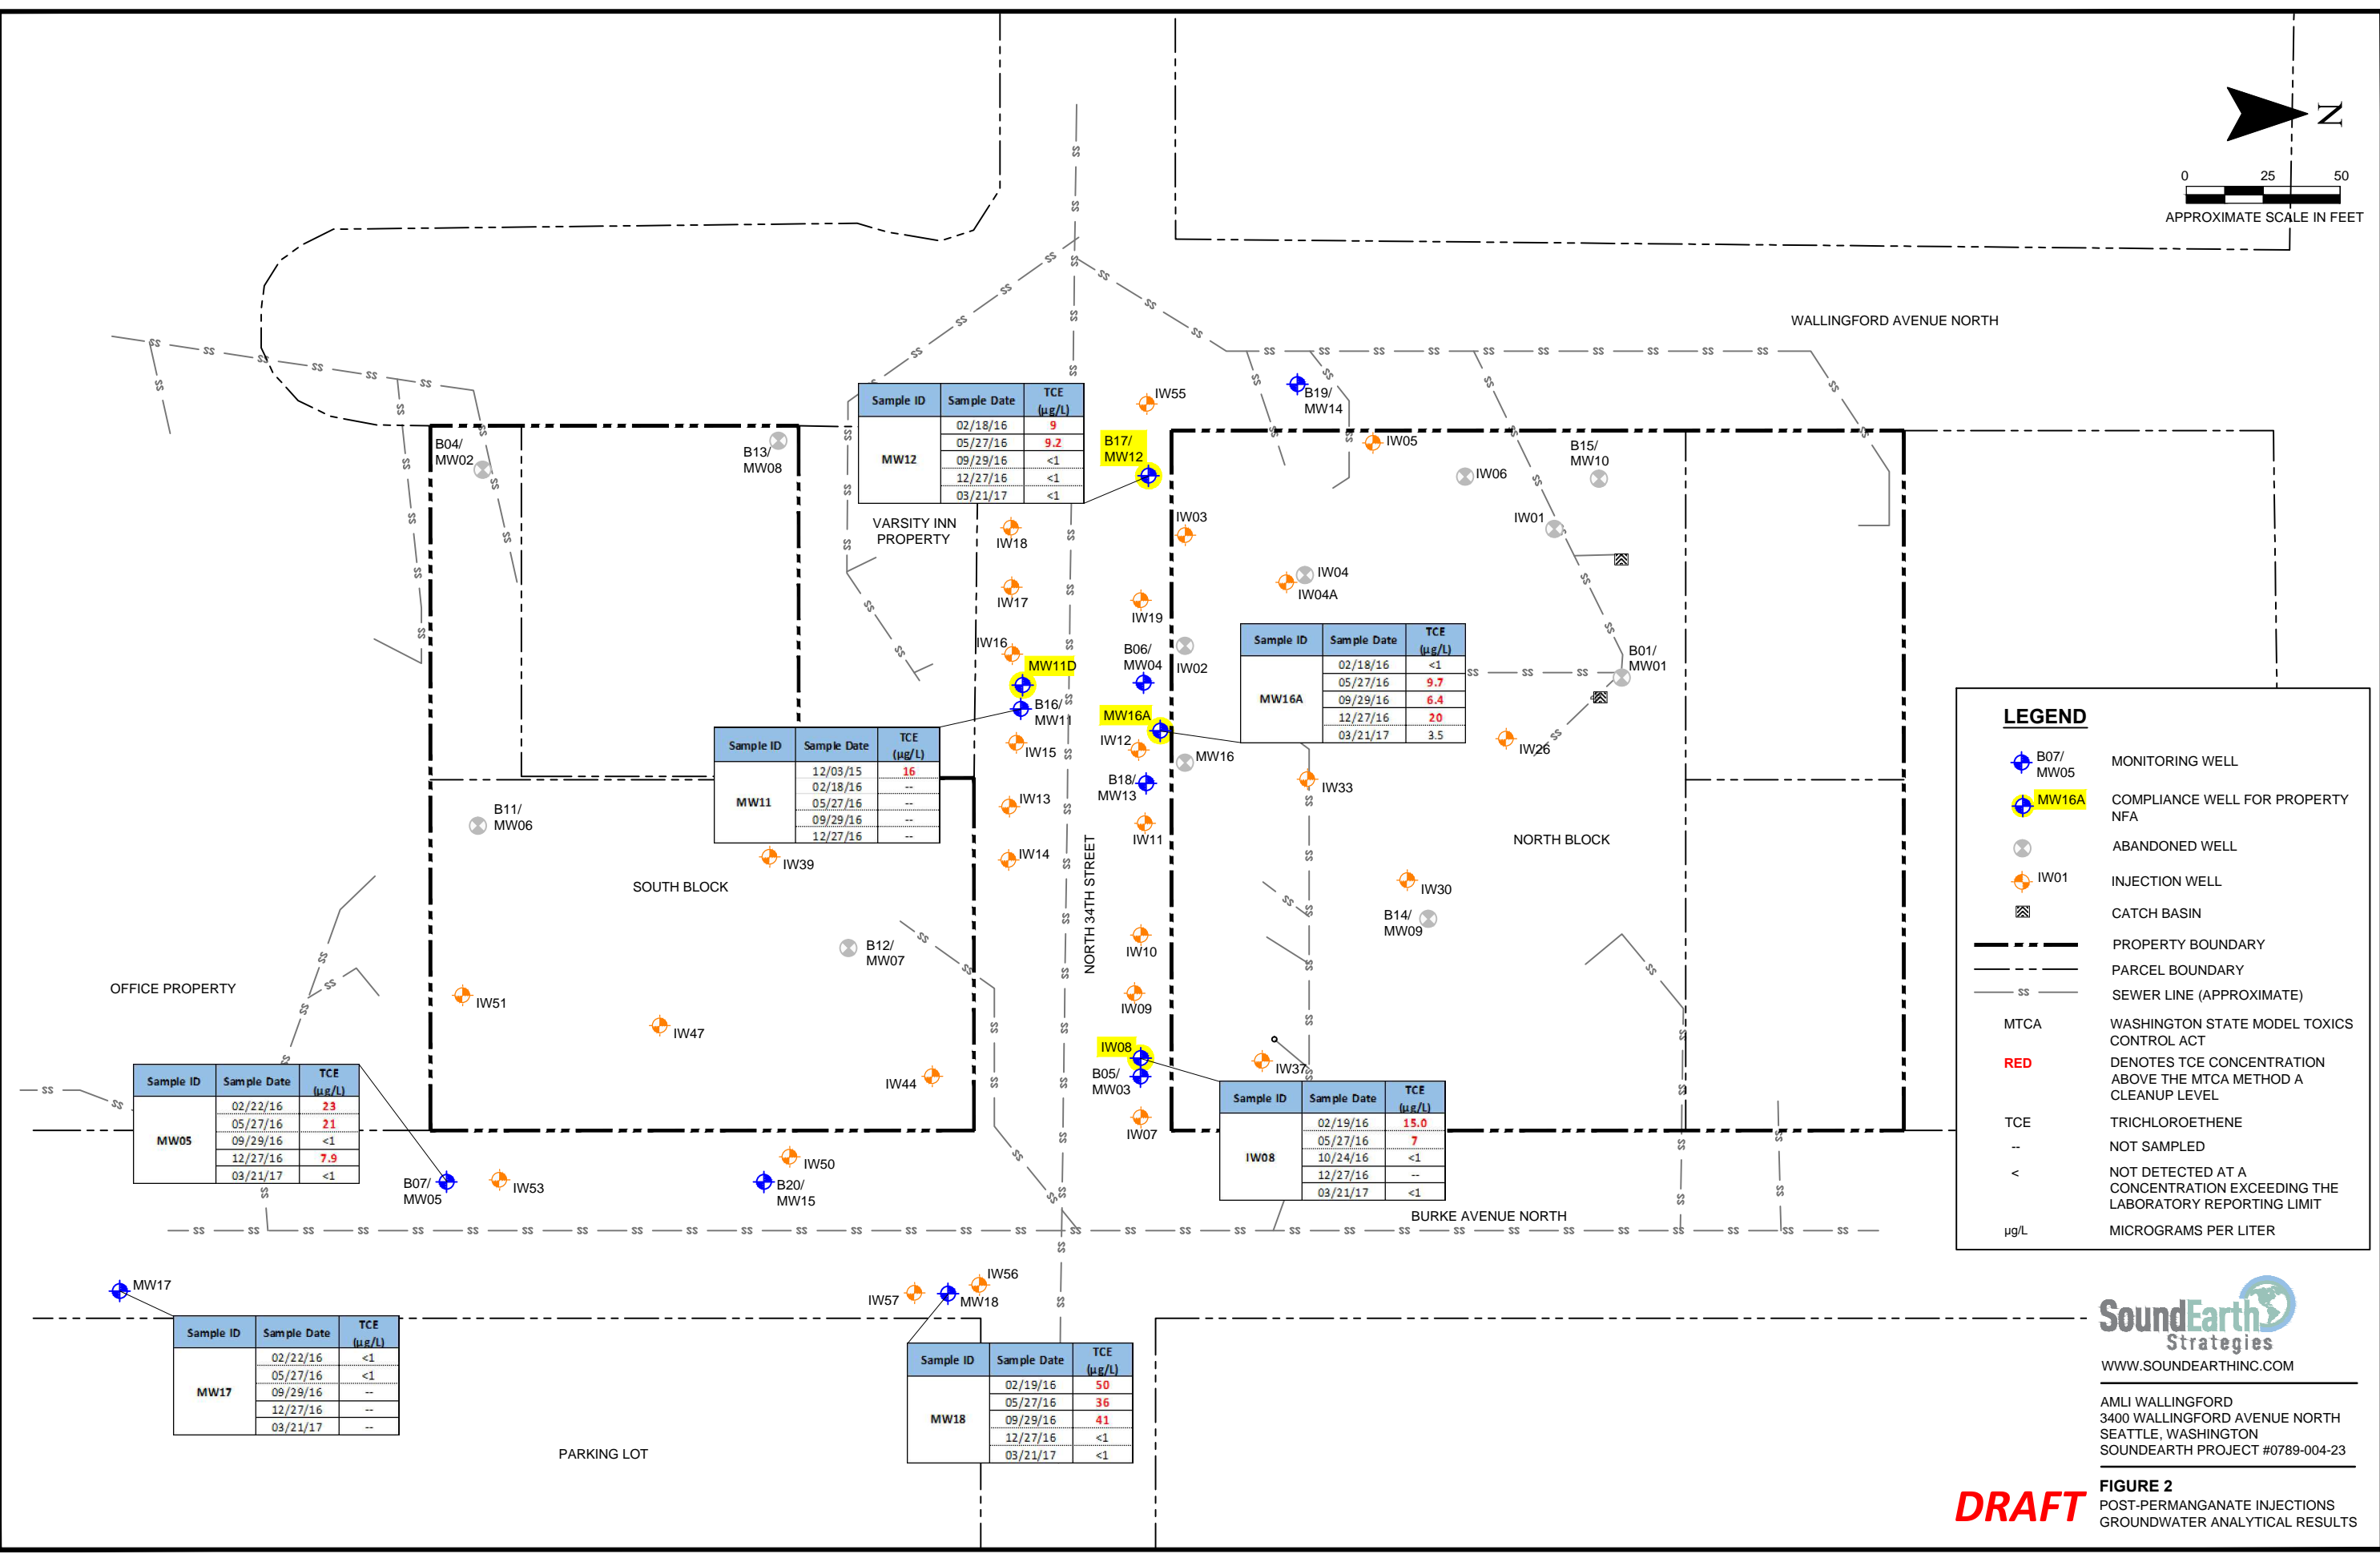 N
0 25 50
APPROXIMATE SCALE IN FEET
WALLINGFORD AVENUE NORTH
B04/
MW02
B13/
MW08
Sample ID Sample Date TCE (µg/L)
MW12
02/18/16 9
05/27/16 9.2
09/29/16 <1
12/27/16 <1
03/21/17 <1
IW55
B17/
MW12
B19/
MW14
IW05
IW06
B15/
MW10
IW01
VARSITY INN
PROPERTY
IW18
IW03
IW04
IW04A
IW17
IW19
IW16
MW11D
B06/
MW04
IW02
B16/
MW11
MW16A
IW12
IW15
Sample ID Sample Date TCE (µg/L)
MW16A
02/18/16 <1
05/27/16 9.7
09/29/16 6.4
12/27/16 20
03/21/17 3.5
B01/
MW01
IW26
MW16
IW33
B18/
MW13
IW11
IW13
IW14
Sample ID Sample Date TCE (µg/L)
MW11
12/03/15 16
02/18/16 --
05/27/16 --
09/29/16 --
12/27/16 --
B11/
MW06
IW39
SOUTH BLOCK
NORTH BLOCK
NORTH 34TH STREET
IW30
B14/
MW09
B12/
MW07
IW10
IW09
OFFICE PROPERTY
IW51
IW47
IW44
IW08
B05/
MW03
IW07
IW37
Sample ID Sample Date TCE (µg/L)
MW05
02/22/16 23
05/27/16 21
09/29/16 <1
12/27/16 7.9
03/21/17 <1
Sample ID Sample Date TCE (µg/L)
IW08
02/19/16 15.0
05/27/16 7
10/24/16 <1
12/27/16 --
03/21/17 <1
B07/
MW05
IW53
IW50
B20/
MW15
BURKE AVENUE NORTH
MW17
IW57
IW56
MW18
Sample ID Sample Date TCE (µg/L)
MW17
02/22/16 <1
05/27/16 <1
09/29/16 --
12/27/16 --
03/21/17 --
Sample ID Sample Date TCE (µg/L)
MW18
02/19/16 50
05/27/16 36
09/29/16 41
12/27/16 <1
03/21/17 <1
PARKING LOT
LEGEND
B07/
MW05
MONITORING WELL
MW16A
COMPLIANCE WELL FOR PROPERTY
NFA
ABANDONED WELL
IW01
INJECTION WELL
CATCH BASIN
PROPERTY BOUNDARY
PARCEL BOUNDARY
SS SEWER LINE (APPROXIMATE)
MTCA WASHINGTON STATE MODEL TOXICS
CONTROL ACT
RED DENOTES TCE CONCENTRATION
ABOVE THE MTCA METHOD A
CLEANUP LEVEL
TCE TRICHLOROETHENE
-- NOT SAMPLED
< NOT DETECTED AT A
CONCENTRATION EXCEEDING THE
LABORATORY REPORTING LIMIT
µg/L MICROGRAMS PER LITER
SoundEarth
Strategies
WWW.SOUNDEARTHINC.COM
AMLI WALLINGFORD
3400 WALLINGFORD AVENUE NORTH
SEATTLE, WASHINGTON
SOUNDEARTH PROJECT #0789-004-23
DRAFT
FIGURE 2
POST-PERMANGANATE INJECTIONS
GROUNDWATER ANALYTICAL RESULTS